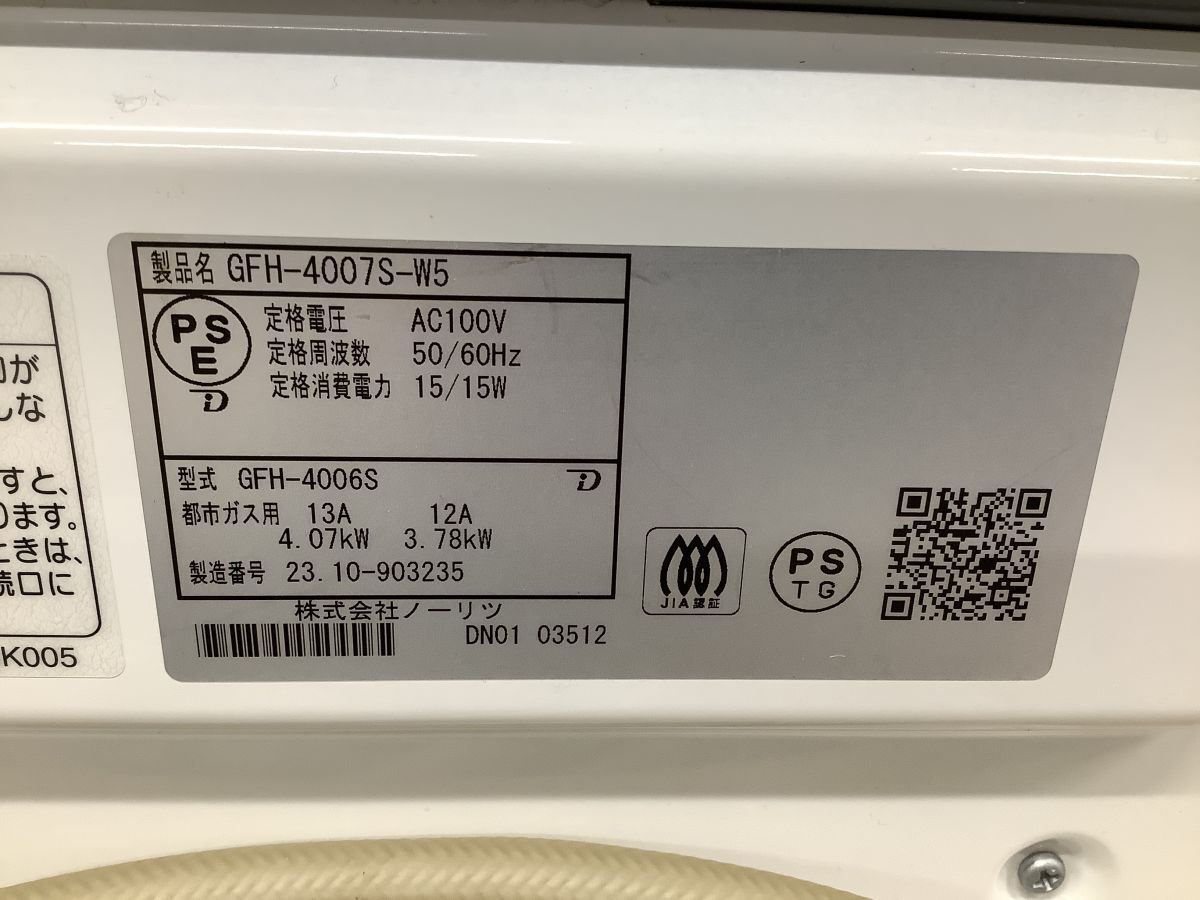 製品名 GFH-4007S-W5
PS
E
定格電圧 AC100V
定格周波数 50/60Hz
定格消費電力 15/15W
型式 GFH-4006S
都市ガス用 13A 12A
4.07kW 3.78kW
製造番号 23.10-903235
株式会社ノーリツ
DN01 03512
JIA認証
PS
TG
が
しな
すと、
ります。
ときは、
続口に
K005